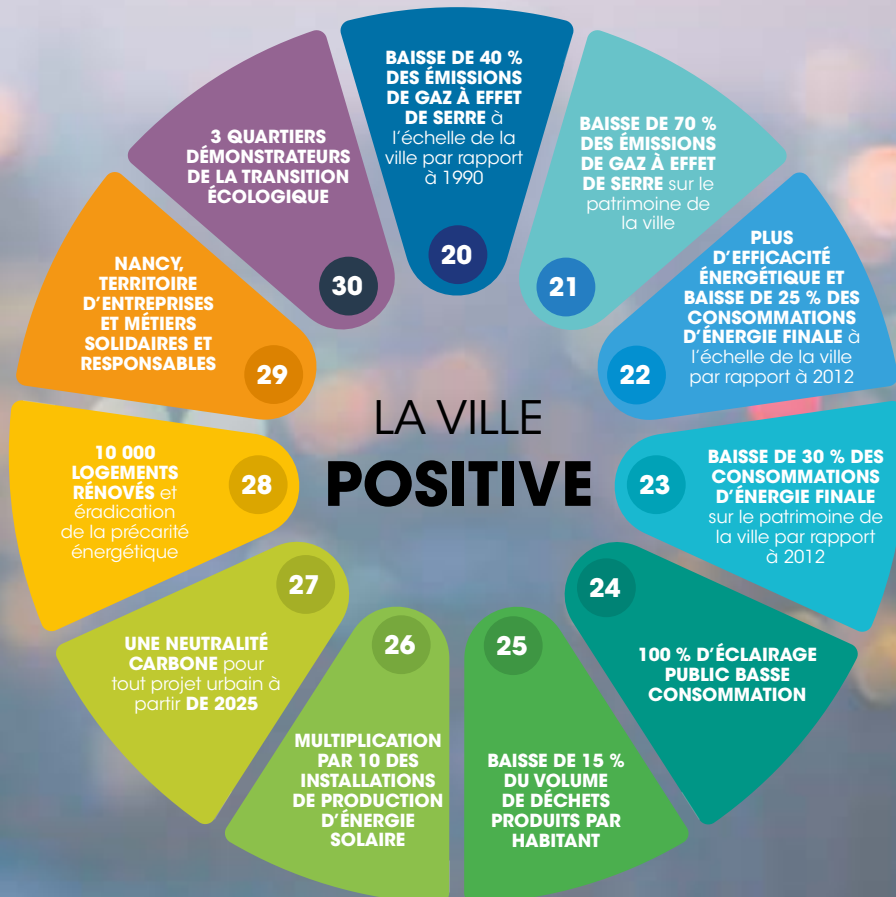 LA VILLE
POSITIVE
BAISSE DE 40 %
DES ÉMISSIONS
DE GAZ À EFFET
DE SERRE à
l'échelle de la
ville par rapport
à 1990
20
BAISSE DE 70 %
DES ÉMISSIONS
DE GAZ À EFFET
DE SERRE sur le
patrimoine de
la ville
21
PLUS
D'EFFICACITÉ
ÉNERGÉTIQUE ET
BAISSE DE 25 % DES
CONSOMMATIONS
D'ÉNERGIE FINALE à
l'échelle de la ville
par rapport à 2012
22
BAISSE DE 30 % DES
CONSOMMATIONS
D'ÉNERGIE FINALE
sur le patrimoine de
la ville par rapport
à 2012
23
24
100 % D'ÉCLAIRAGE
PUBLIC BASSE
CONSOMMATION
25
BAISSE DE 15 %
DU VOLUME
DE DÉCHETS
PRODUITS PAR
HABITANT
26
MULTIPLICATION
PAR 10 DES
INSTALLATIONS
DE PRODUCTION
D'ÉNERGIE
SOLAIRE
27
UNE NEUTRALITÉ
CARBONE pour
tout projet urbain à
partir DE 2025
10 000
LOGEMENTS
RÉNOVÉS et
éradication
de la précarité
énergétique
28
NANCY,
TERRITOIRE
D'ENTREPRISES
ET MÉTIERS
SOLIDAIRES ET
RESPONSABLES
29
3 QUARTIERS
DÉMONSTRATEURS
DE LA TRANSITION
ÉCOLOGIQUE
30